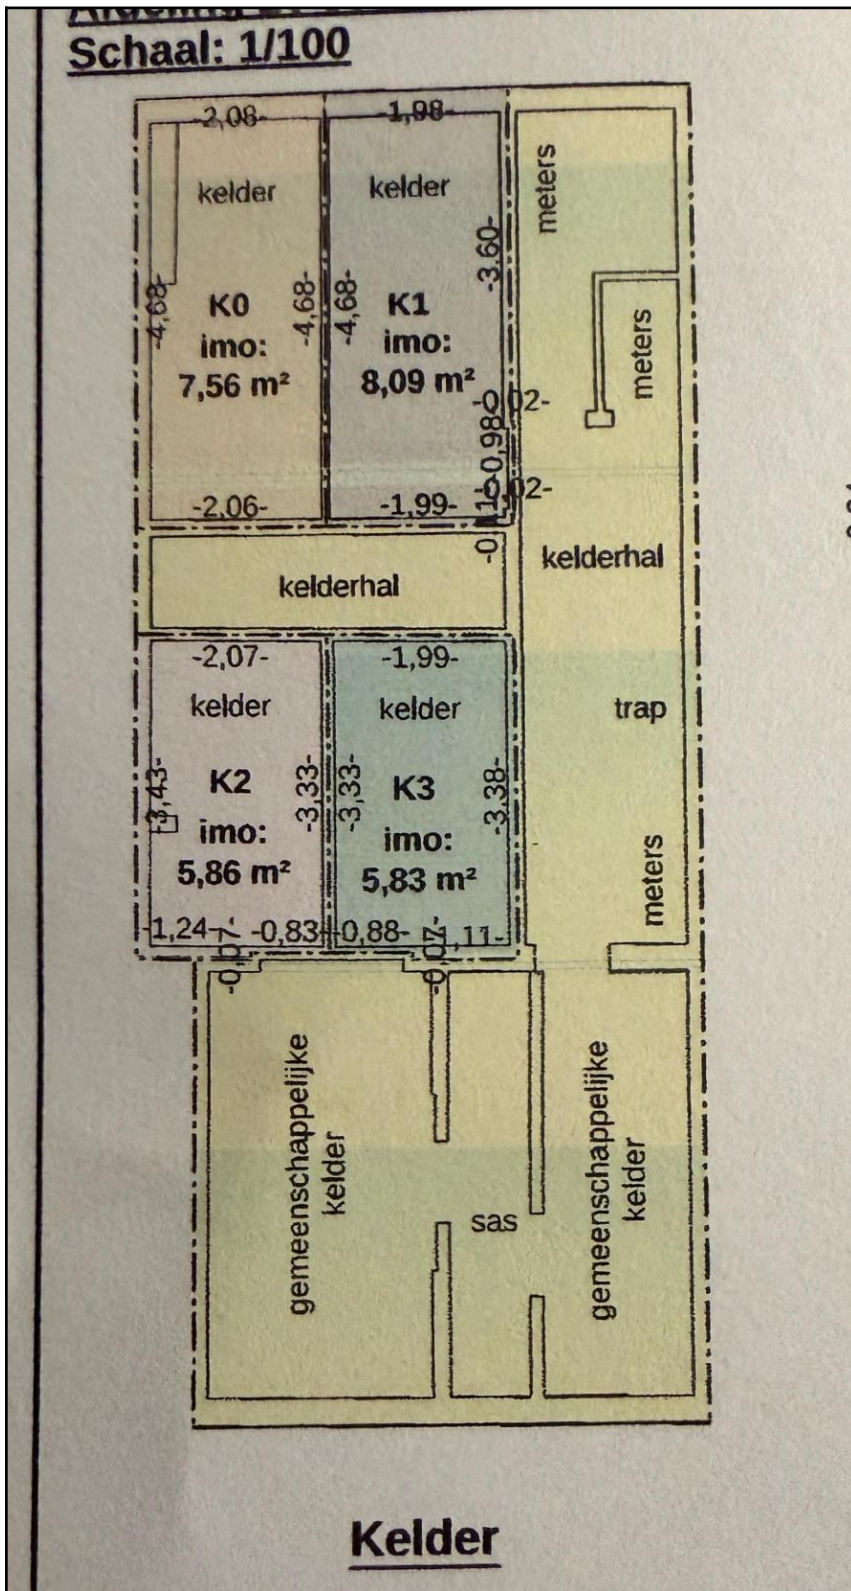 Schaal: 1/100
-2,08-
-1,98-
kelder
kelder
meters
-4,68-
-4,68-
-4,68-
-3,60-
K0
imo:
7,56 m²
K1
imo:
8,09 m²
meters
-0,02-
-0,98-
-0,02-
-2,06-
-1,99-
kelderhal
kelderhal
-2,07-
-1,99-
kelder
kelder
trap
-3,43-
-3,33-
-3,33-
-3,38-
K2
imo:
5,86 m²
K3
imo:
5,83 m²
meters
-1,24-
-0,07-
-0,83-
-0,88-
-0,07-
1,11-
gemeenschappelijke
kelder
sas
gemeenschappelijke
kelder
Kelder